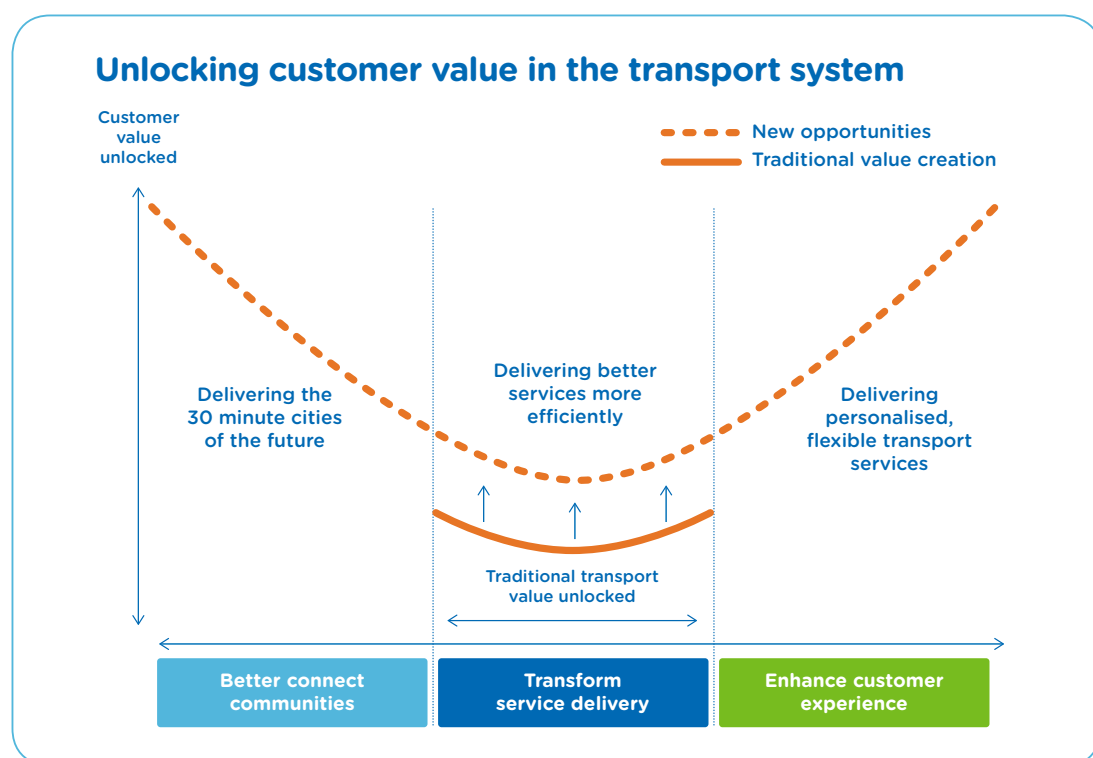 Unlocking customer value in the transport system
Customer
value
unlocked
New opportunities
Traditional value creation
Delivering the
30 minute cities
of the future
Delivering better
services more
efficiently
Delivering
personalised,
flexible transport
services
Traditional transport
value unlocked
Better connect
communities
Transform
service delivery
Enhance customer
experience